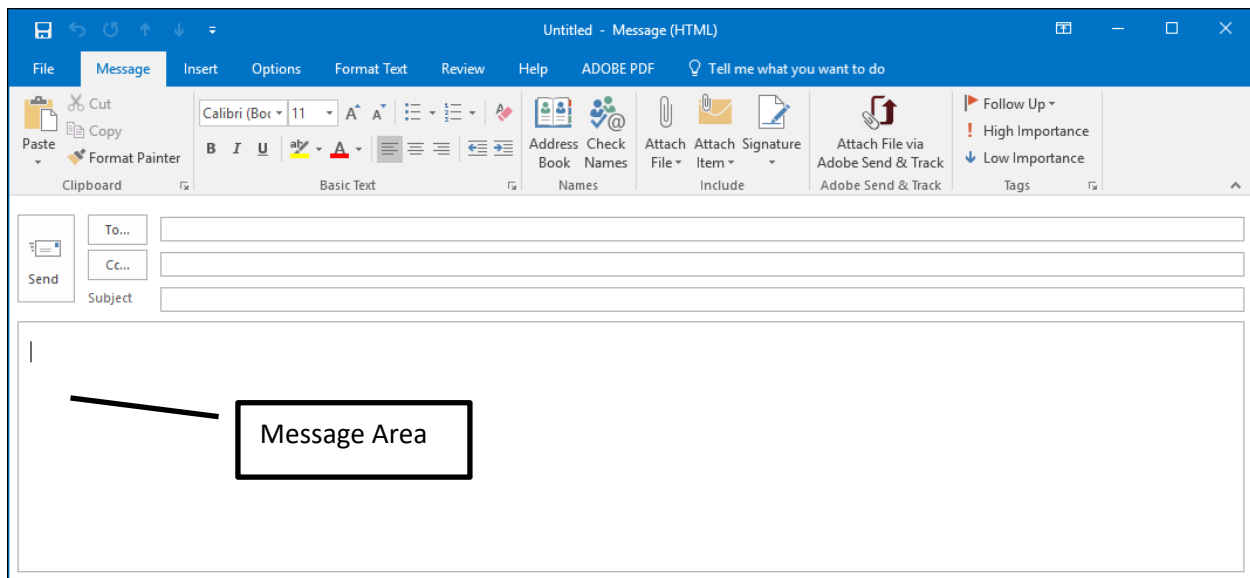 Untitled - Message (HTML)
File Message Insert Options Format Text Review Help ADOBE PDF Tell me what you want to do
Cut
Copy
Paste
Format Painter
Clipboard
Calibri (Boc 11 A A
B I U ab A
Basic Text
Address Book
Check Names
Names
Attach File
Attach Item
Signature
Include
Attach File via
Adobe Send & Track
Adobe Send & Track
Follow Up
! High Importance
Low Importance
Tags
Send
To...
Cc...
Subject
Message Area